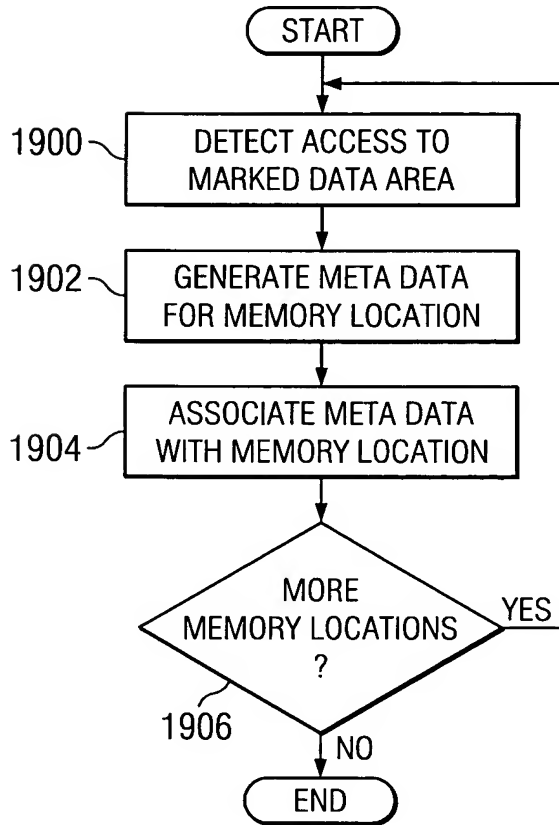 START
1900
DETECT ACCESS TO
MARKED DATA AREA
1902
GENERATE META DATA
FOR MEMORY LOCATION
1904
ASSOCIATE META DATA
WITH MEMORY LOCATION
MORE
MEMORY LOCATIONS
?
YES
1906
NO
END